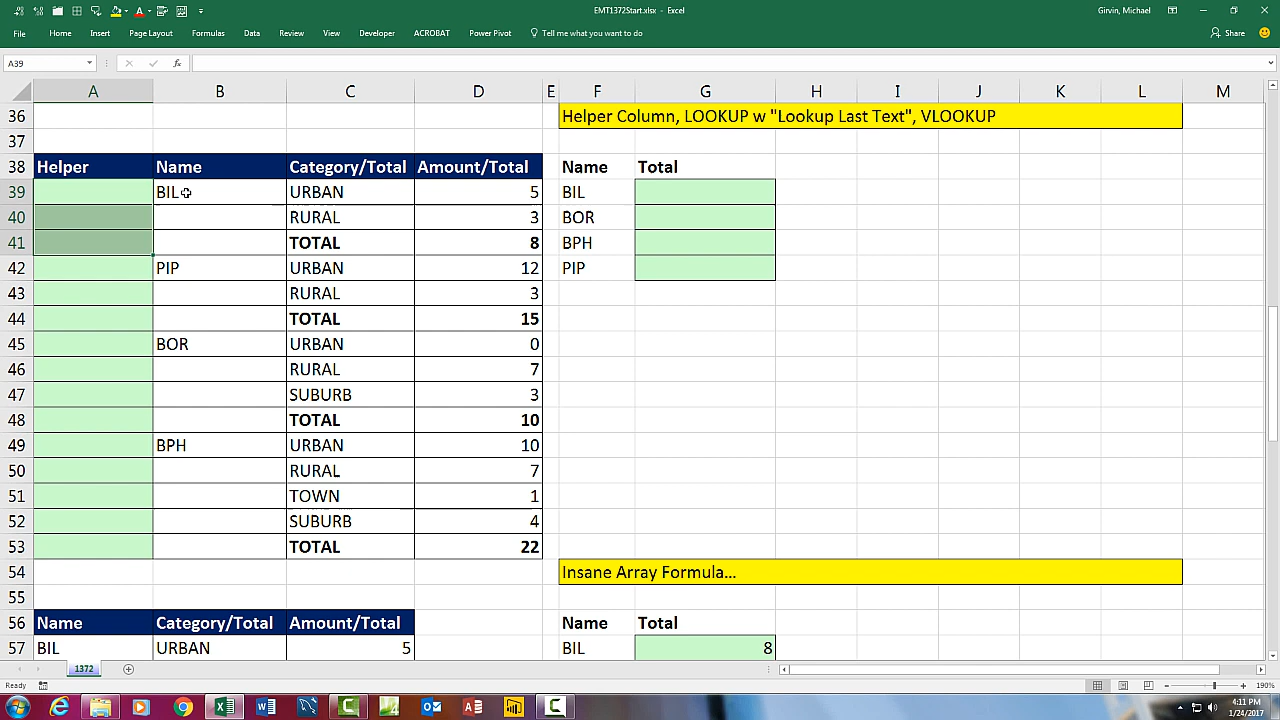 EMT1372Start.xlsx - Excel
Girvin, Michael
File Home Insert Page Layout Formulas Data Review View Developer ACROBAT Power Pivot Tell me what you want to do Share
A39 fx
A B C D E F G H I J K L M
36 Helper Column, LOOKUP w "Lookup Last Text", VLOOKUP
37
38 Helper Name Category/Total Amount/Total Name Total
39 BIL URBAN 5 BIL
40 RURAL 3 BOR
41 TOTAL 8 BPH
42 PIP URBAN 12 PIP
43 RURAL 3
44 TOTAL 15
45 BOR URBAN 0
46 RURAL 7
47 SUBURB 3
48 TOTAL 10
49 BPH URBAN 10
50 RURAL 7
51 TOWN 1
52 SUBURB 4
53 TOTAL 22
54 Insane Array Formula...
55
56 Name Category/Total Amount/Total Name Total
57 BIL URBAN 5 BIL 8
1372
Ready 190%
4:11 PM
1/24/2017